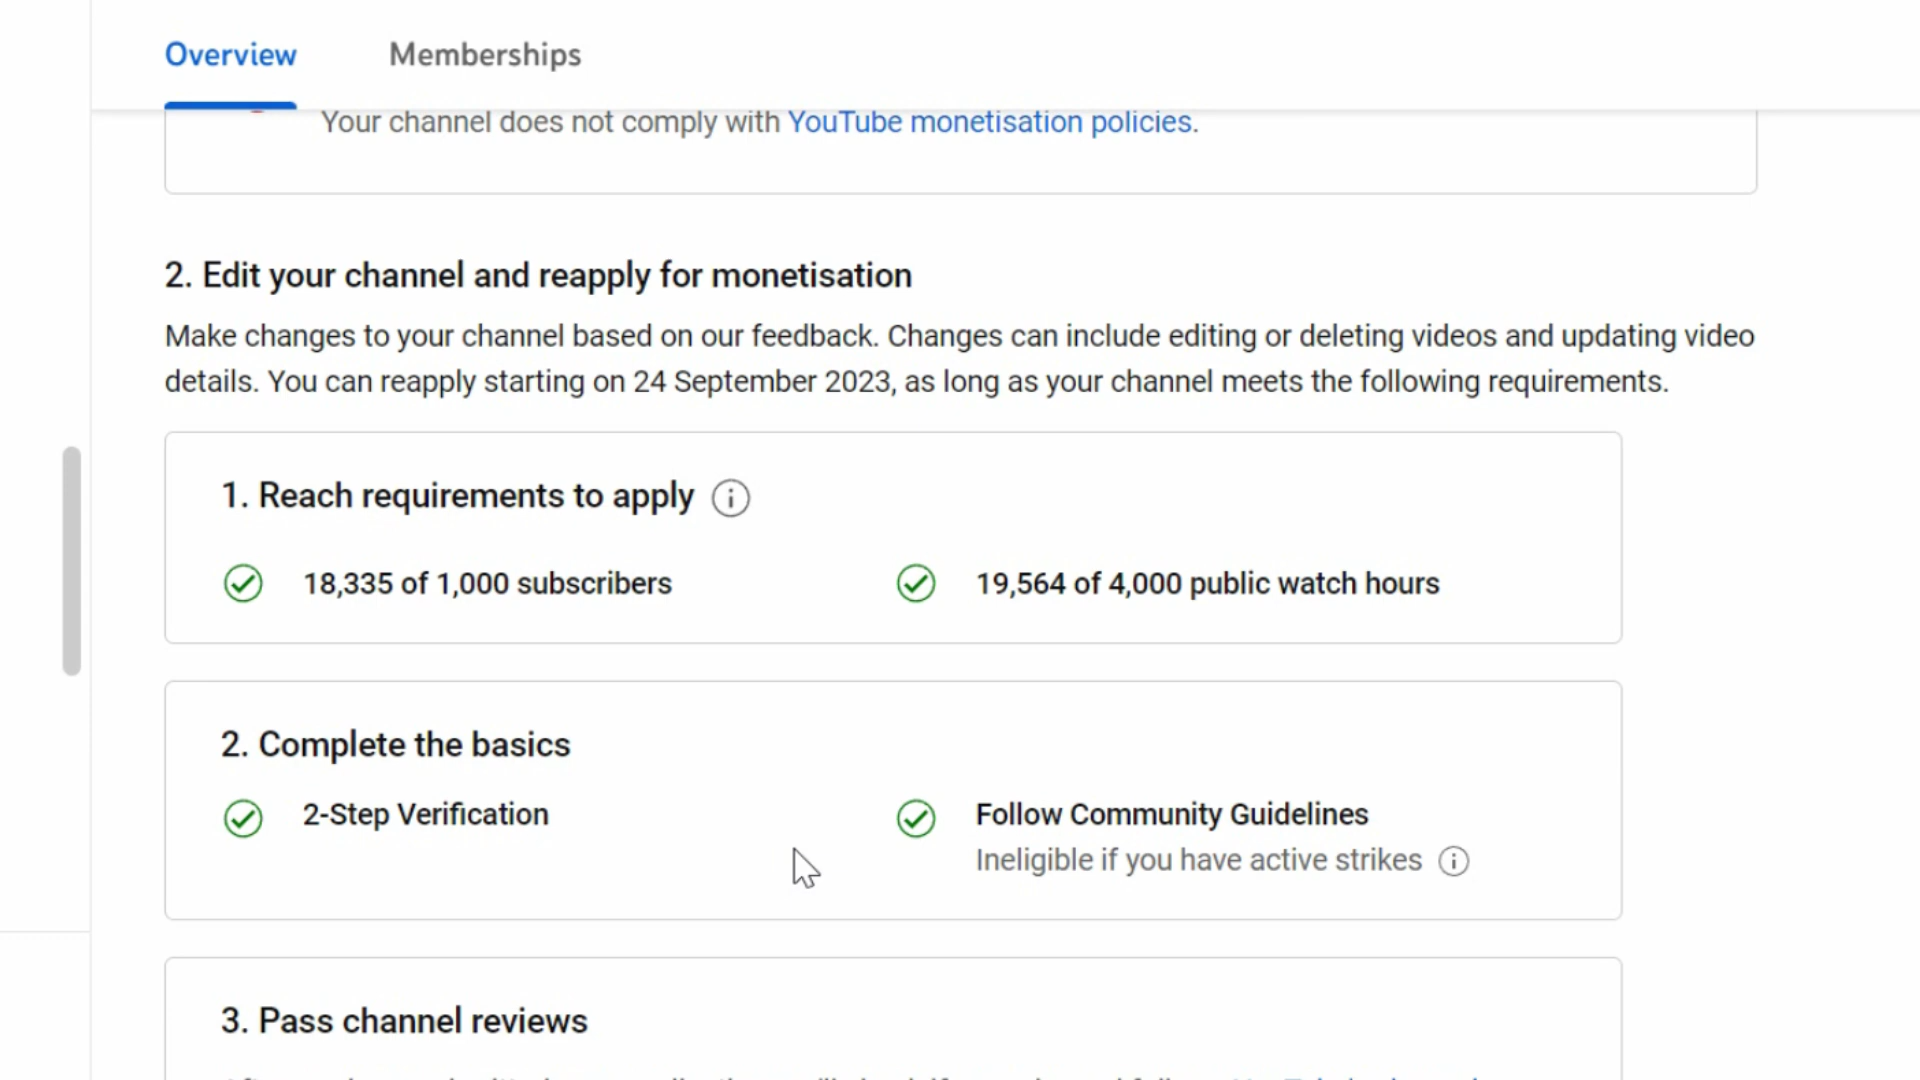 Overview Memberships
Your channel does not comply with YouTube monetisation policies.
2. Edit your channel and reapply for monetisation
Make changes to your channel based on our feedback. Changes can include editing or deleting videos and updating video
details. You can reapply starting on 24 September 2023, as long as your channel meets the following requirements.
1. Reach requirements to apply
18,335 of 1,000 subscribers 19,564 of 4,000 public watch hours
2. Complete the basics
2-Step Verification Follow Community Guidelines
Ineligible if you have active strikes
3. Pass channel reviews